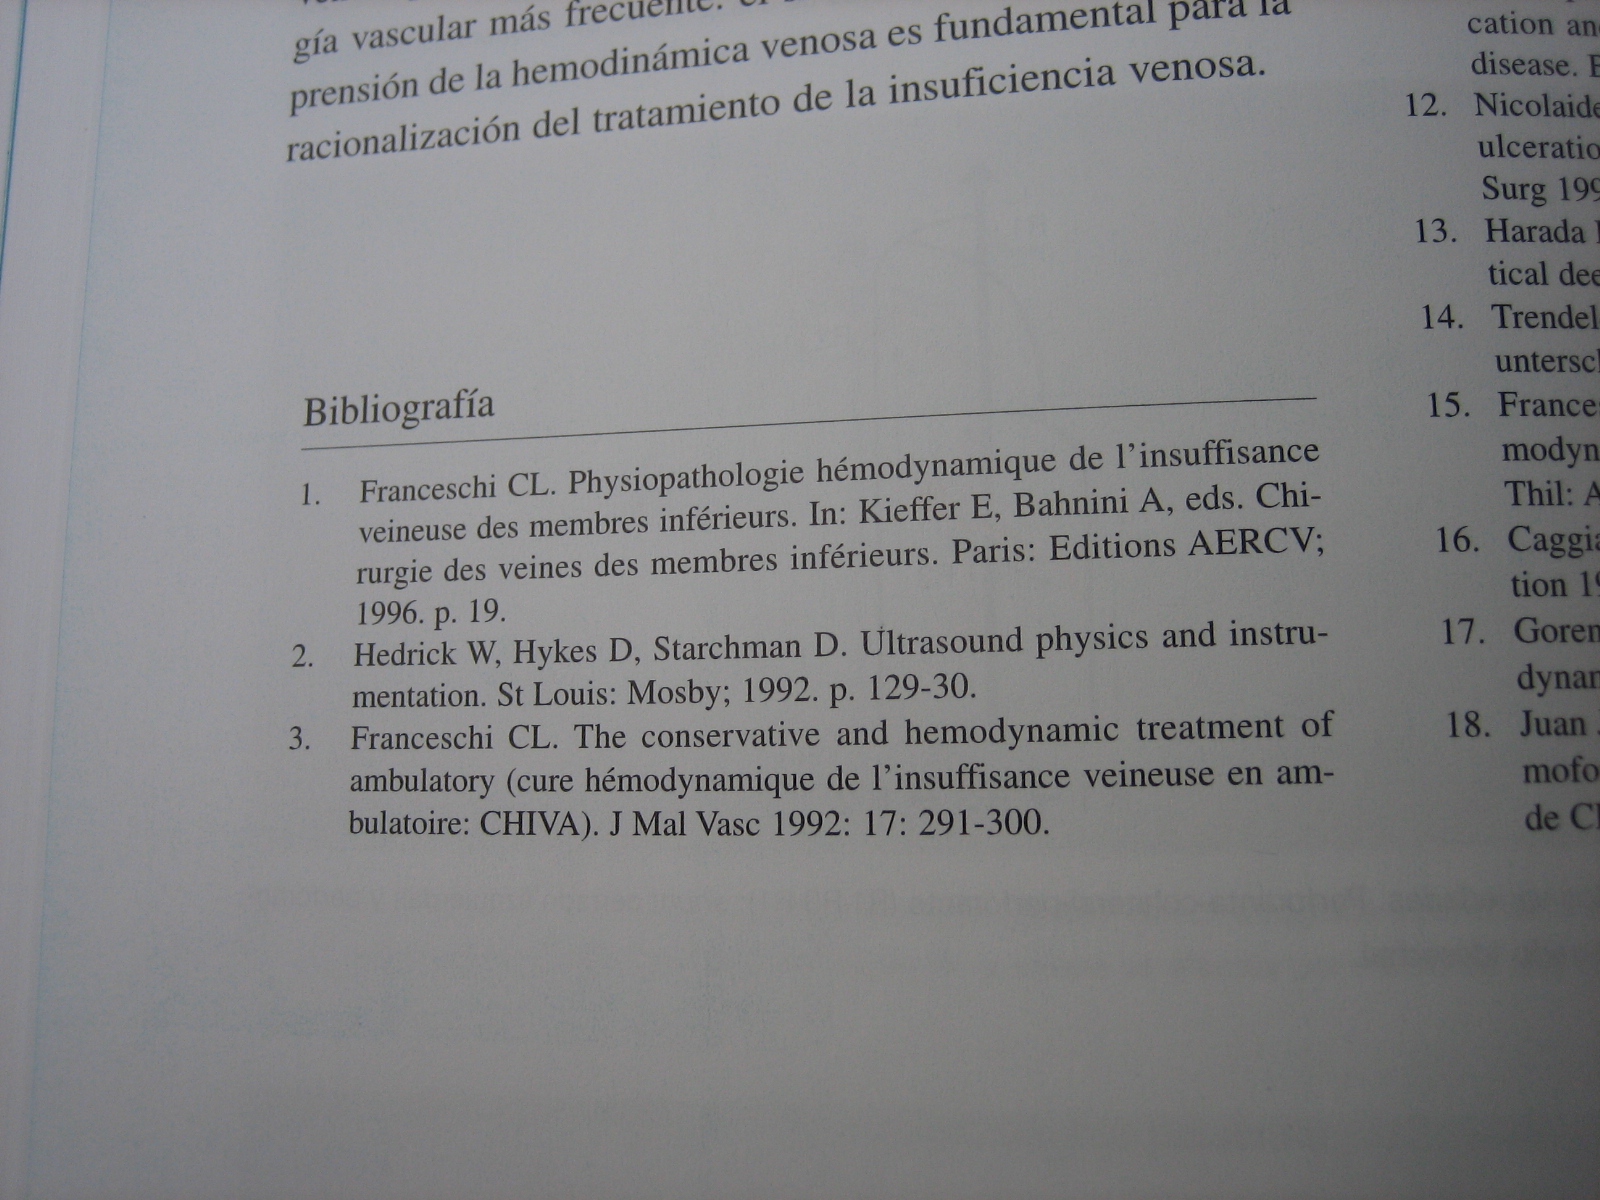 gía vascular más frecuente.
prensión de la hemodinámica venosa es fundamental para la
racionalización del tratamiento de la insuficiencia venosa.
Bibliografía
1. Franceschi CL. Physiopathologie hémodynamique de l'insuffisance
veineuse des membres inférieurs. In: Kieffer E, Bahnini A, eds. Chi-
rurgie des veines des membres inférieurs. Paris: Editions AERCV;
1996. p. 19.
2. Hedrick W, Hykes D, Starchman D. Ultrasound physics and instru-
mentation. St Louis: Mosby; 1992. p. 129-30.
3. Franceschi CL. The conservative and hemodynamic treatment of
ambulatory (cure hémodynamique de l'insuffisance veineuse en am-
bulatoire: CHIVA). J Mal Vasc 1992: 17: 291-300.
cation an
disease.
12. Nicolaide
ulceratio
Surg 199
13. Harada
tical dee
14. Trendel
untersc
15. France
modyn
Thil: A
16. Caggia
tion 19
17. Goren
dynam
18. Juan
mofo
de C